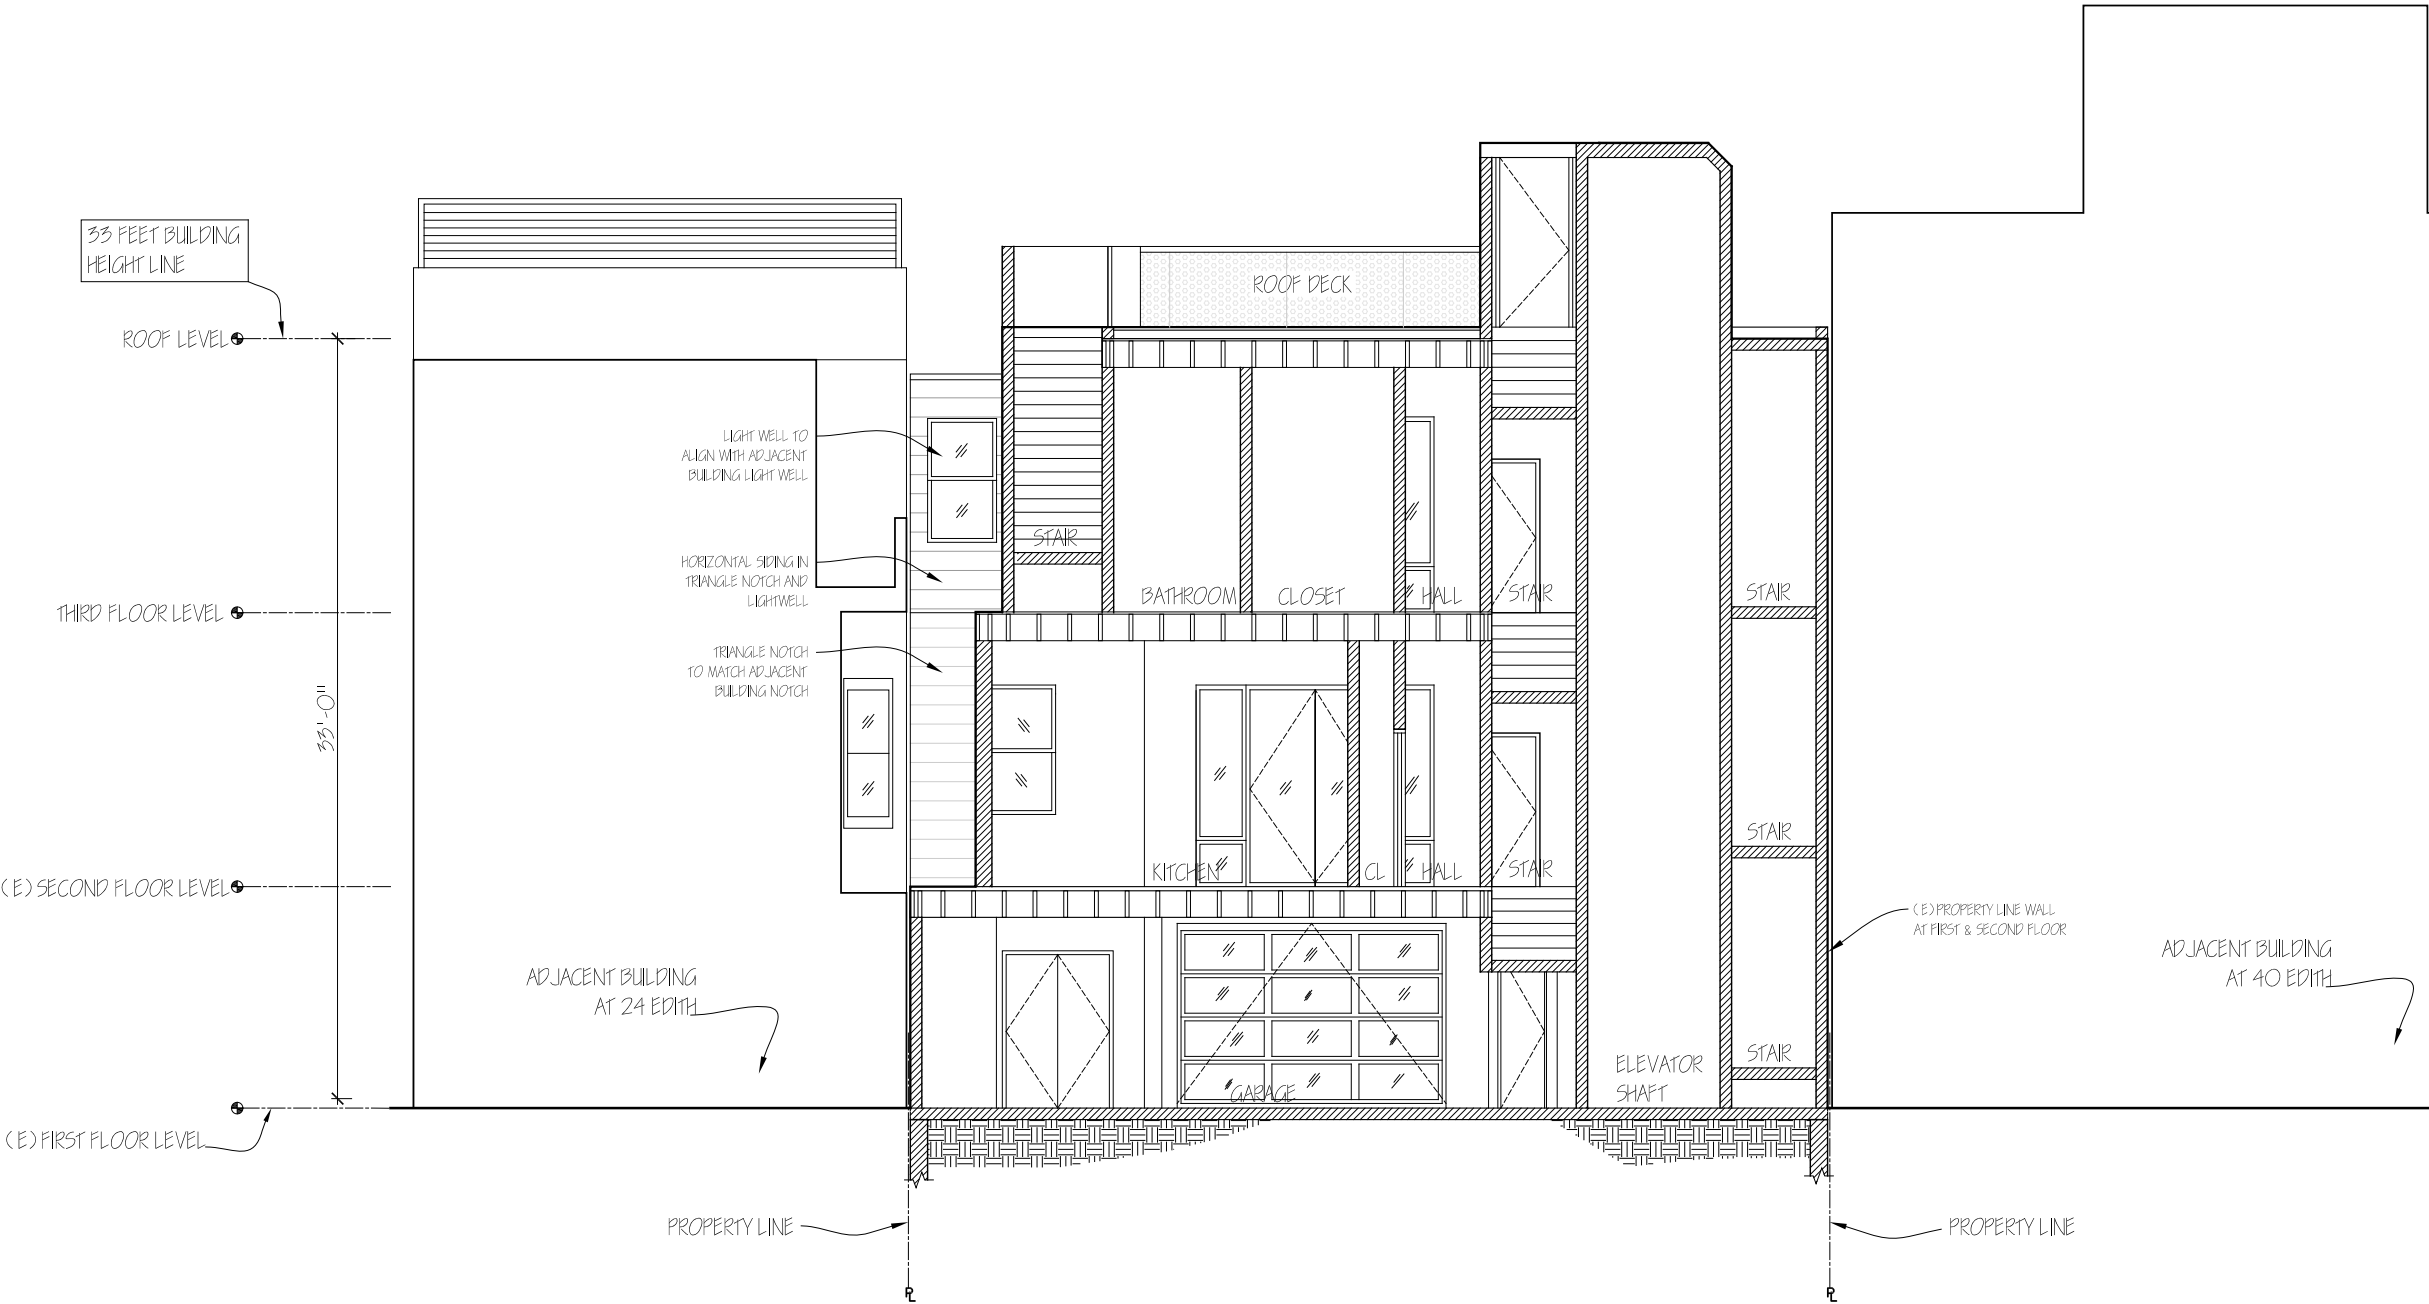 33 FEET BUILDING
HEIGHT LINE
ROOF LEVEL
THIRD FLOOR LEVEL
33'-0"
(E) SECOND FLOOR LEVEL
(E) FIRST FLOOR LEVEL
LIGHT WELL TO
ALIGN WITH ADJACENT
BUILDING LIGHT WELL
HORIZONTAL SIDING IN
TRIANGLE NOTCH AND
LIGHTWELL
TRIANGLE NOTCH
TO MATCH ADJACENT
BUILDING NOTCH
ADJACENT BUILDING
AT 24 EDITH
ROOF DECK
STAIR
BATHROOM
CLOSET
HALL
STAIR
STAIR
KITCHEN
CL
HALL
STAIR
STAIR
GARAGE
ELEVATOR
SHAFT
STAIR
(E) PROPERTY LINE WALL
AT FIRST & SECOND FLOOR
ADJACENT BUILDING
AT 40 EDITH
PROPERTY LINE
PROPERTY LINE
PL
PL